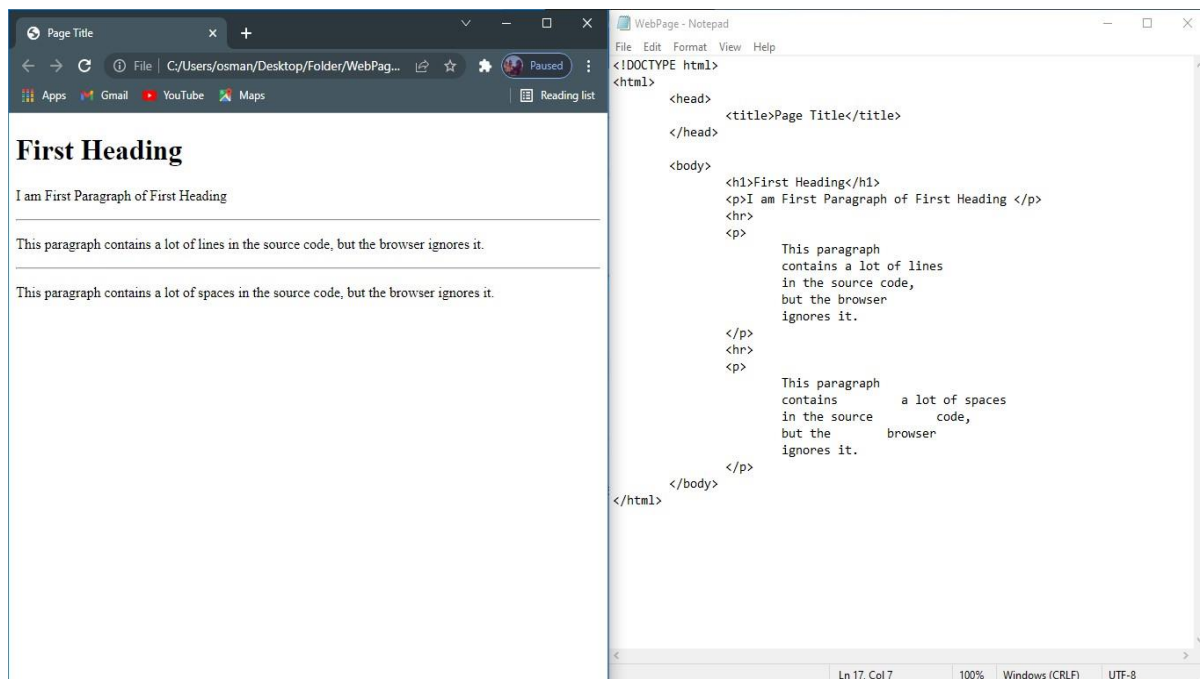 Page Title
File C:/Users/osman/Desktop/Folder/WebPag... Paused
Apps Gmail YouTube Maps Reading list
First Heading
I am First Paragraph of First Heading
This paragraph contains a lot of lines in the source code, but the browser ignores it.
This paragraph contains a lot of spaces in the source code, but the browser ignores it.
WebPage - Notepad
File Edit Format View Help
<!DOCTYPE html>
<html>
<head>
<title>Page Title</title>
</head>
<body>
<h1>First Heading</h1>
<p>I am First Paragraph of First Heading </p>
<hr>
<p>
This paragraph
contains a lot of lines
in the source code,
but the browser
ignores it.
</p>
<hr>
<p>
This paragraph
contains         a lot of spaces
in the source         code,
but the        browser
ignores it.
</p>
</body>
</html>
Ln 17, Col 7 100% Windows (CRLF) UTF-8